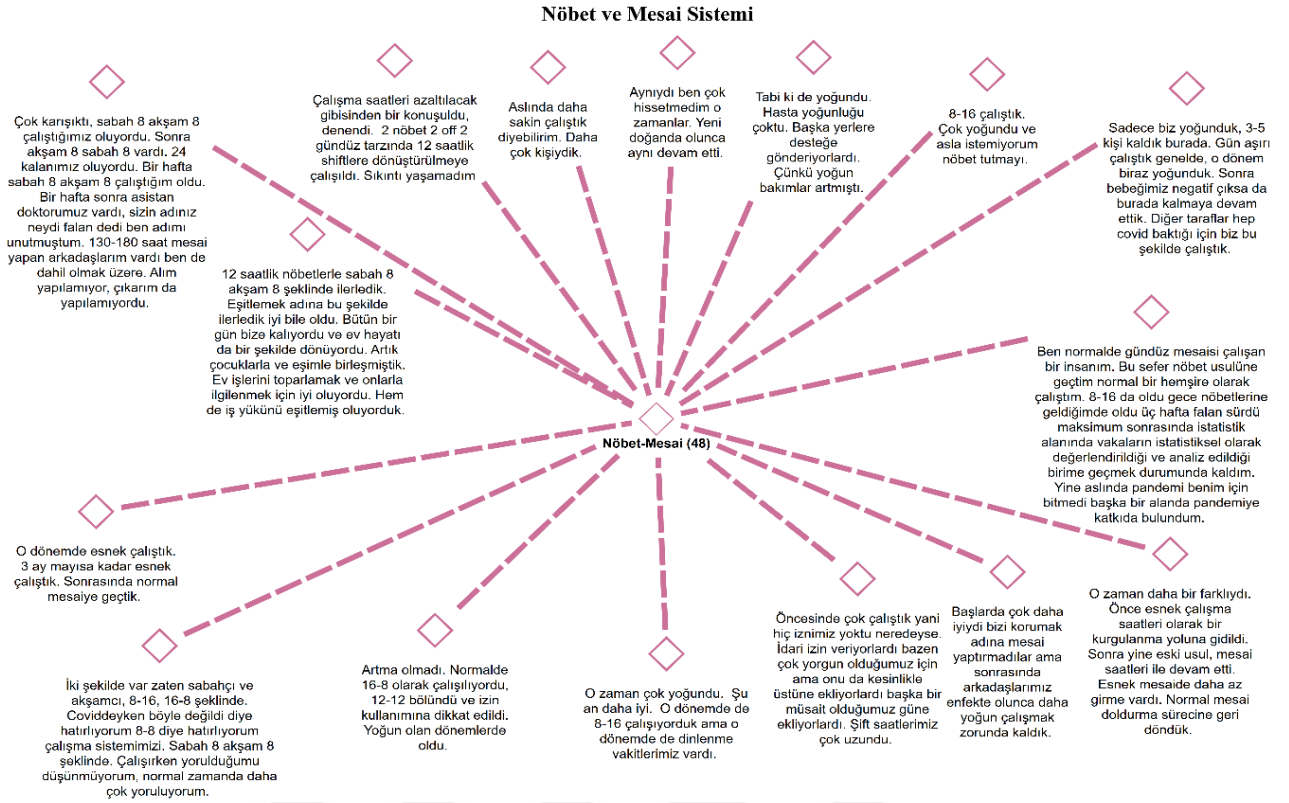 Nöbet ve Mesai Sistemi
Çok karışıktı, sabah 8 akşam 8
çalıştığımız oluyordu. Sonra
akşam 8 sabah 8 vardı. 24
kalanımız oluyordu. Bir hafta
sabah 8 akşam 8 çalıştığım oldu.
Bir hafta sonra asistan
doktorumuz vardı, sizin adınız
neydi falan dedi ben adımı
unutmuştum. 130-180 saat mesai
yapan arkadaşlarım vardı ben de
dahil olmak üzere. Alım
yapılamıyor, çıkarım da
yapılamıyordu.
Çalışma saatleri azaltılacak
gibisinden bir konuşuldu,
denendi.  2 nöbet 2 off 2
gündüz tarzında 12 saatlik
shiftlere dönüştürülmeye
çalışıldı. Sıkıntı yaşamadım
Aslında daha
sakin çalıştık
diyebilirim. Daha
çok kişiydik.
Aynıydı ben çok
hissetmedim o
zamanlar. Yeni
doğanda olunca
aynı devam etti.
Tabi ki de yoğundu.
Hasta yoğunluğu
çoktu. Başka yerlere
desteğe
gönderiyorlardı.
Çünkü yoğun
bakımlar artmıştı.
8-16 çalıştık.
Çok yoğundu ve
asla istemiyorum
nöbet tutmayı.
Sadece biz yoğunduk, 3-5
kişi kaldık burada. Gün aşırı
çalıştık genelde, o dönem
biraz yoğunduk. Sonra
bebeğimiz negatif çıksa da
burada kalmaya devam
ettik. Diğer taraflar hep
covid baktığı için biz bu
şekilde çalıştık.
12 saatlik nöbetlerle sabah 8
akşam 8 şeklinde ilerledik.
Eşitlemek adına bu şekilde
ilerledik iyi bile oldu. Bütün bir
gün bize kalıyordu ve ev hayatı
da bir şekilde dönüyordu. Artık
çocuklarla ve eşimle birleşmiştik.
Ev işlerini toparlamak ve onlarla
ilgilenmek için iyi oluyordu. Hem
de iş yükünü eşitlemiş oluyorduk.
Ben normalde gündüz mesaisi çalışan
bir insanım. Bu sefer nöbet usulüne
geçtim normal bir hemşire olarak
çalıştım. 8-16 da oldu gece nöbetlerine
geldiğimde oldu üç hafta falan sürdü
maksimum sonrasında istatistik
alanında vakaların istatistiksel olarak
değerlendirildiği ve analiz edildiği
birime geçmek durumunda kaldım.
Yine aslında pandemi benim için
bitmedi başka bir alanda pandemiye
katkıda bulundum.
Nöbet-Mesai (48)
O dönemde esnek çalıştık.
3 ay mayısa kadar esnek
çalıştık. Sonrasında normal
mesaiye geçtik.
İki şekilde var zaten sabahçı ve
akşamcı, 8-16, 16-8 şeklinde.
Coviddeyken böyle değildi diye
hatırlıyorum 8-8 diye hatırlıyorum
çalışma sistemimizi. Sabah 8 akşam 8
şeklinde. Çalışırken yorulduğumu
düşünmüyorum, normal zamanda daha
çok yoruluyorum.
Artma olmadı. Normalde
16-8 olarak çalışılıyordu,
12-12 bölündü ve izin
kullanımına dikkat edildi.
Yoğun olan dönemlerde
oldu.
O zaman çok yoğundu.  Şu
an daha iyi.  O dönemde de
8-16 çalışıyorduk ama o
dönemde de dinlenme
vakitlerimiz vardı.
Öncesinde çok çalıştık yani
hiç iznimiz yoktu neredeyse.
İdari izin veriyorlardı bazen
çok yorgun olduğumuz için
ama onu da kesinlikle
üstüne ekliyorlardı başka bir
müsait olduğumuz güne
ekliyorlardı. Şift saatlerimiz
çok uzundu.
Başlarda çok daha
iyiydi bizi korumak
adına mesai
yaptırmadılar ama
sonrasında
arkadaşlarımız
enfekte olunca daha
yoğun çalışmak
zorunda kaldık.
O zaman daha bir farklıydı.
Önce esnek çalışma
saatleri olarak bir
kurgulanma yoluna gidildi.
Sonra yine eski usul, mesai
saatleri ile devam etti.
Esnek mesaide daha az
girme vardı. Normal mesai
doldurma sürecine geri
döndük.